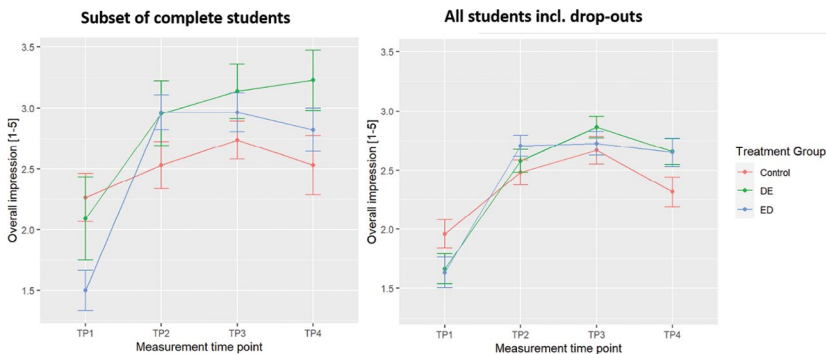 Subset of complete students
All students incl. drop-outs
Overall impression [1-5]
3.5
3.0
2.5
2.0
1.5
TP1 TP2 TP3 TP4
Measurement time point
Overall impression [1-5]
3.5
3.0
2.5
2.0
1.5
TP1 TP2 TP3 TP4
Measurement time point
Treatment Group
Control
DE
ED